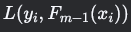 L(y_i, F_{m-1}(x_i))